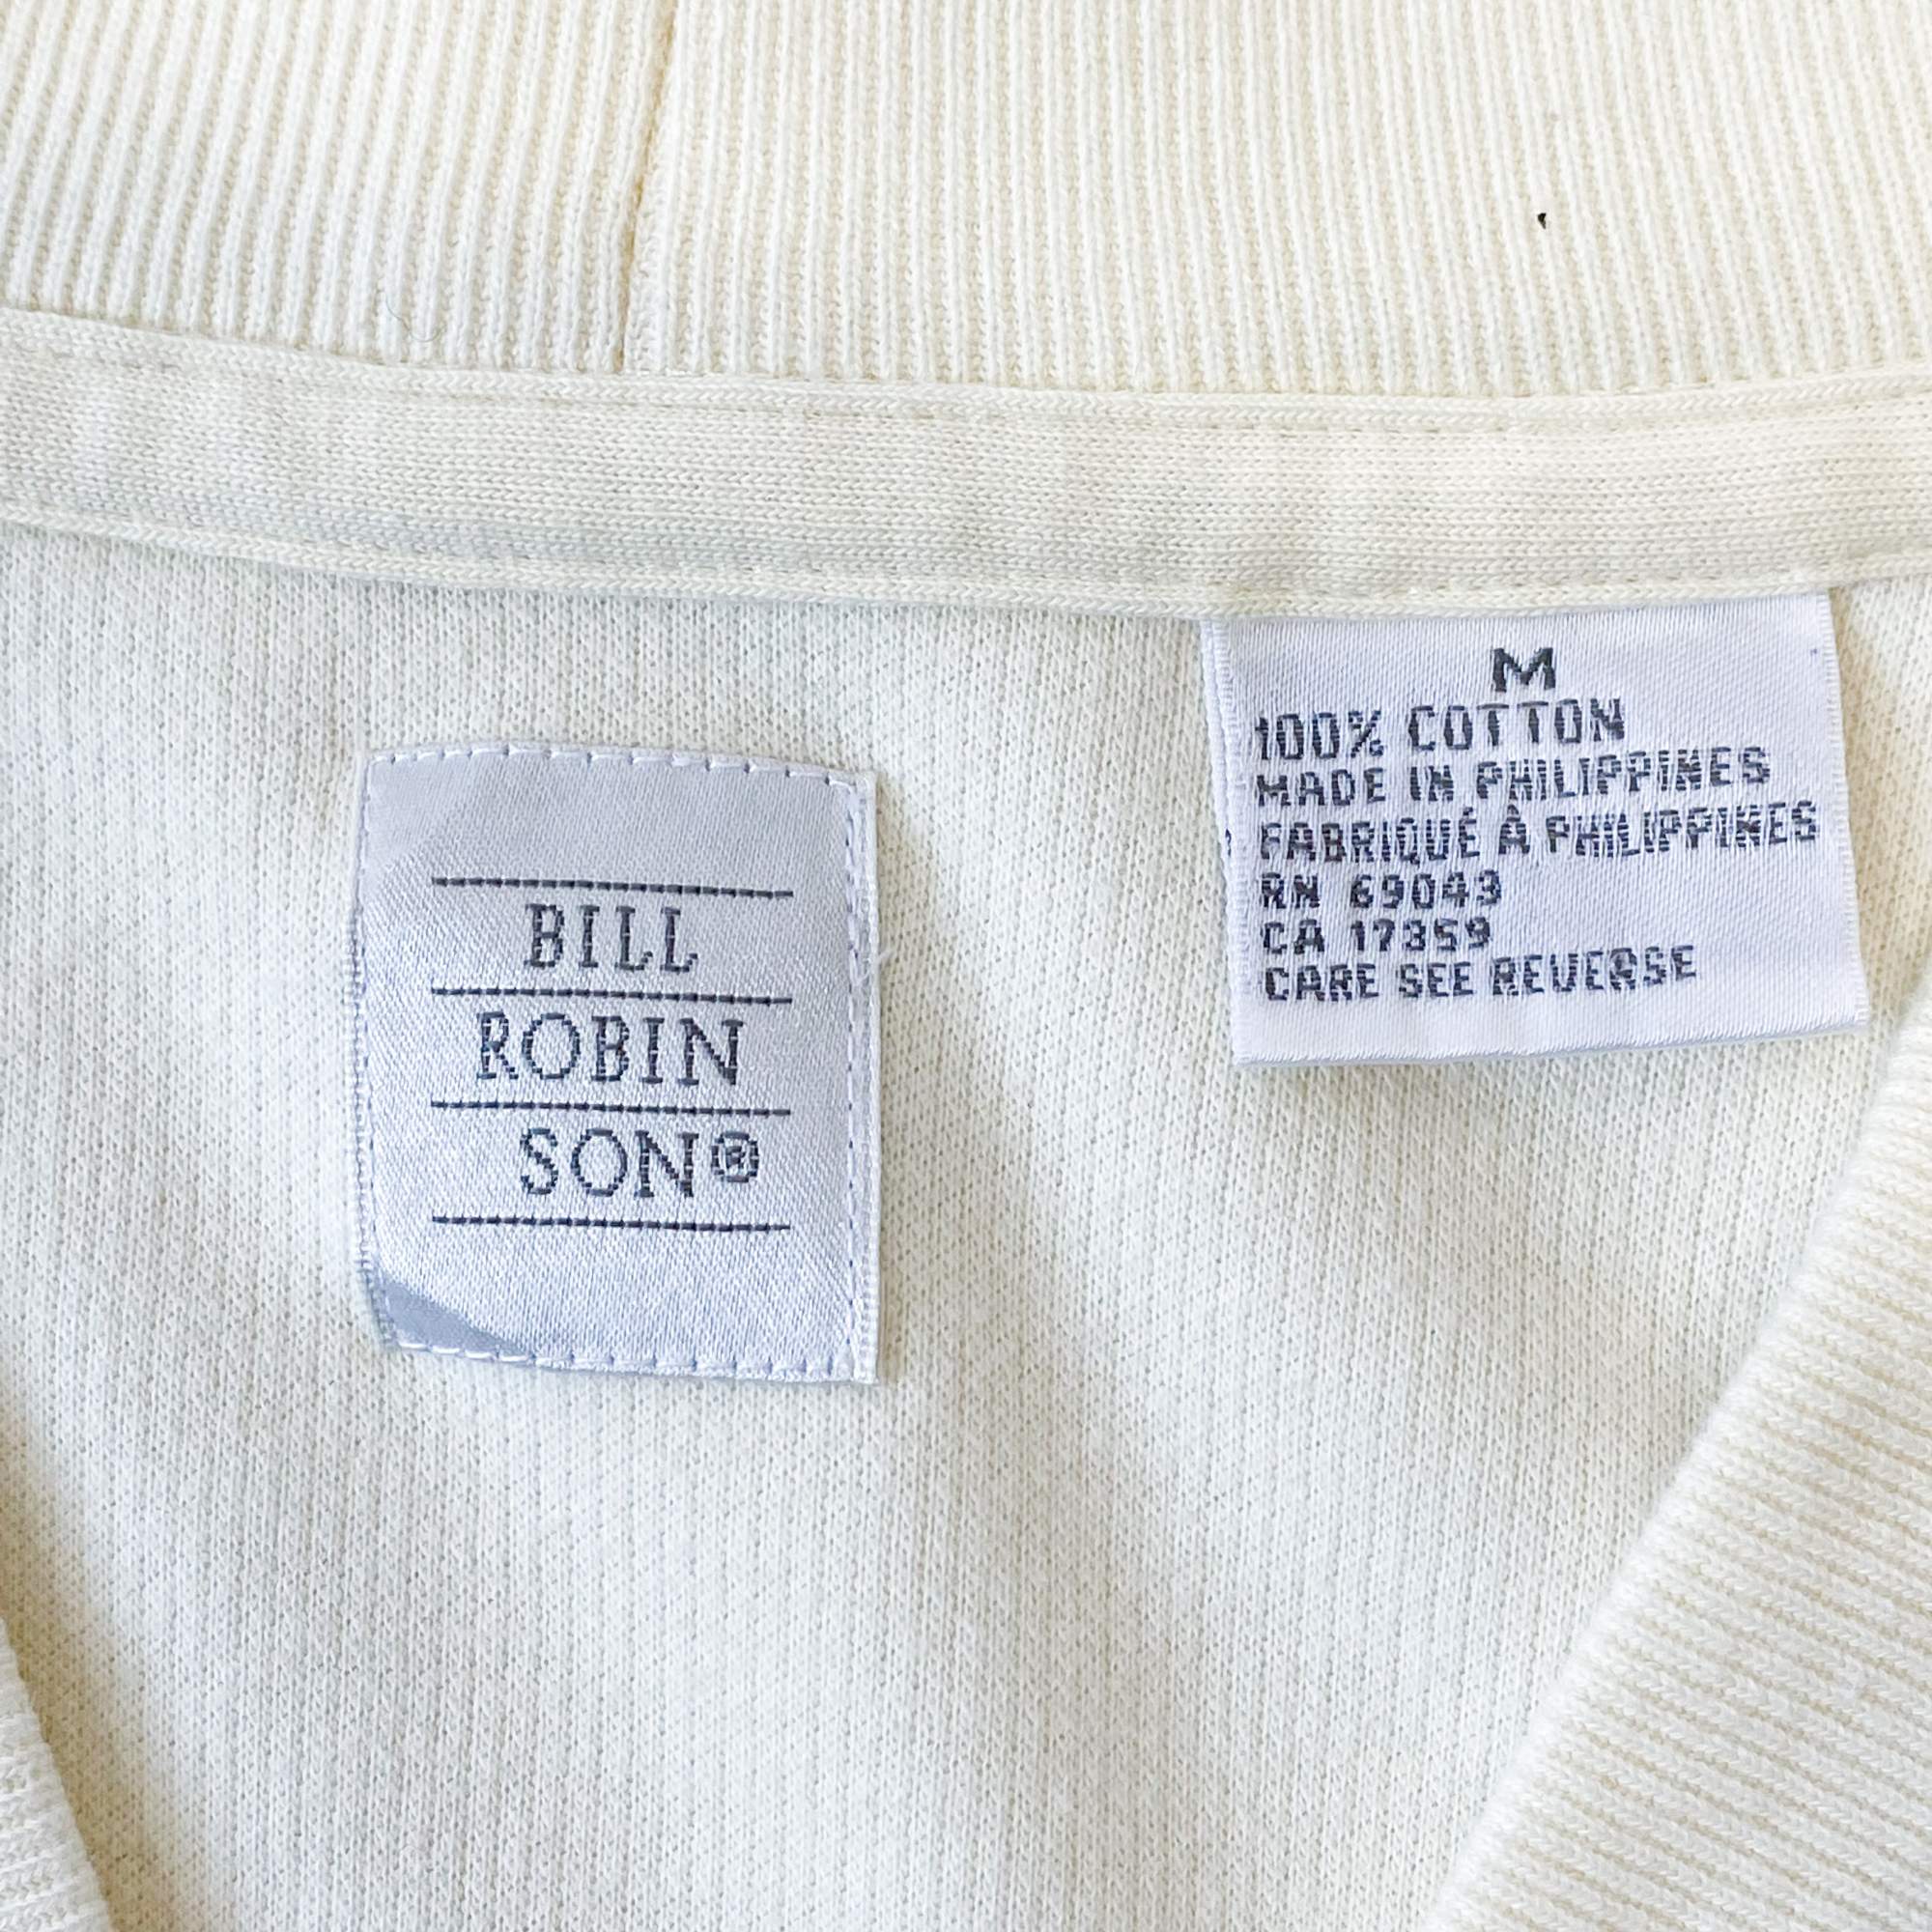 BILL
ROBIN
SON®
M
100% COTTON
MADE IN PHILIPPINES
FABRIQUÉ À PHILIPPINES
RN 69043
CA 17359
CARE SEE REVERSE